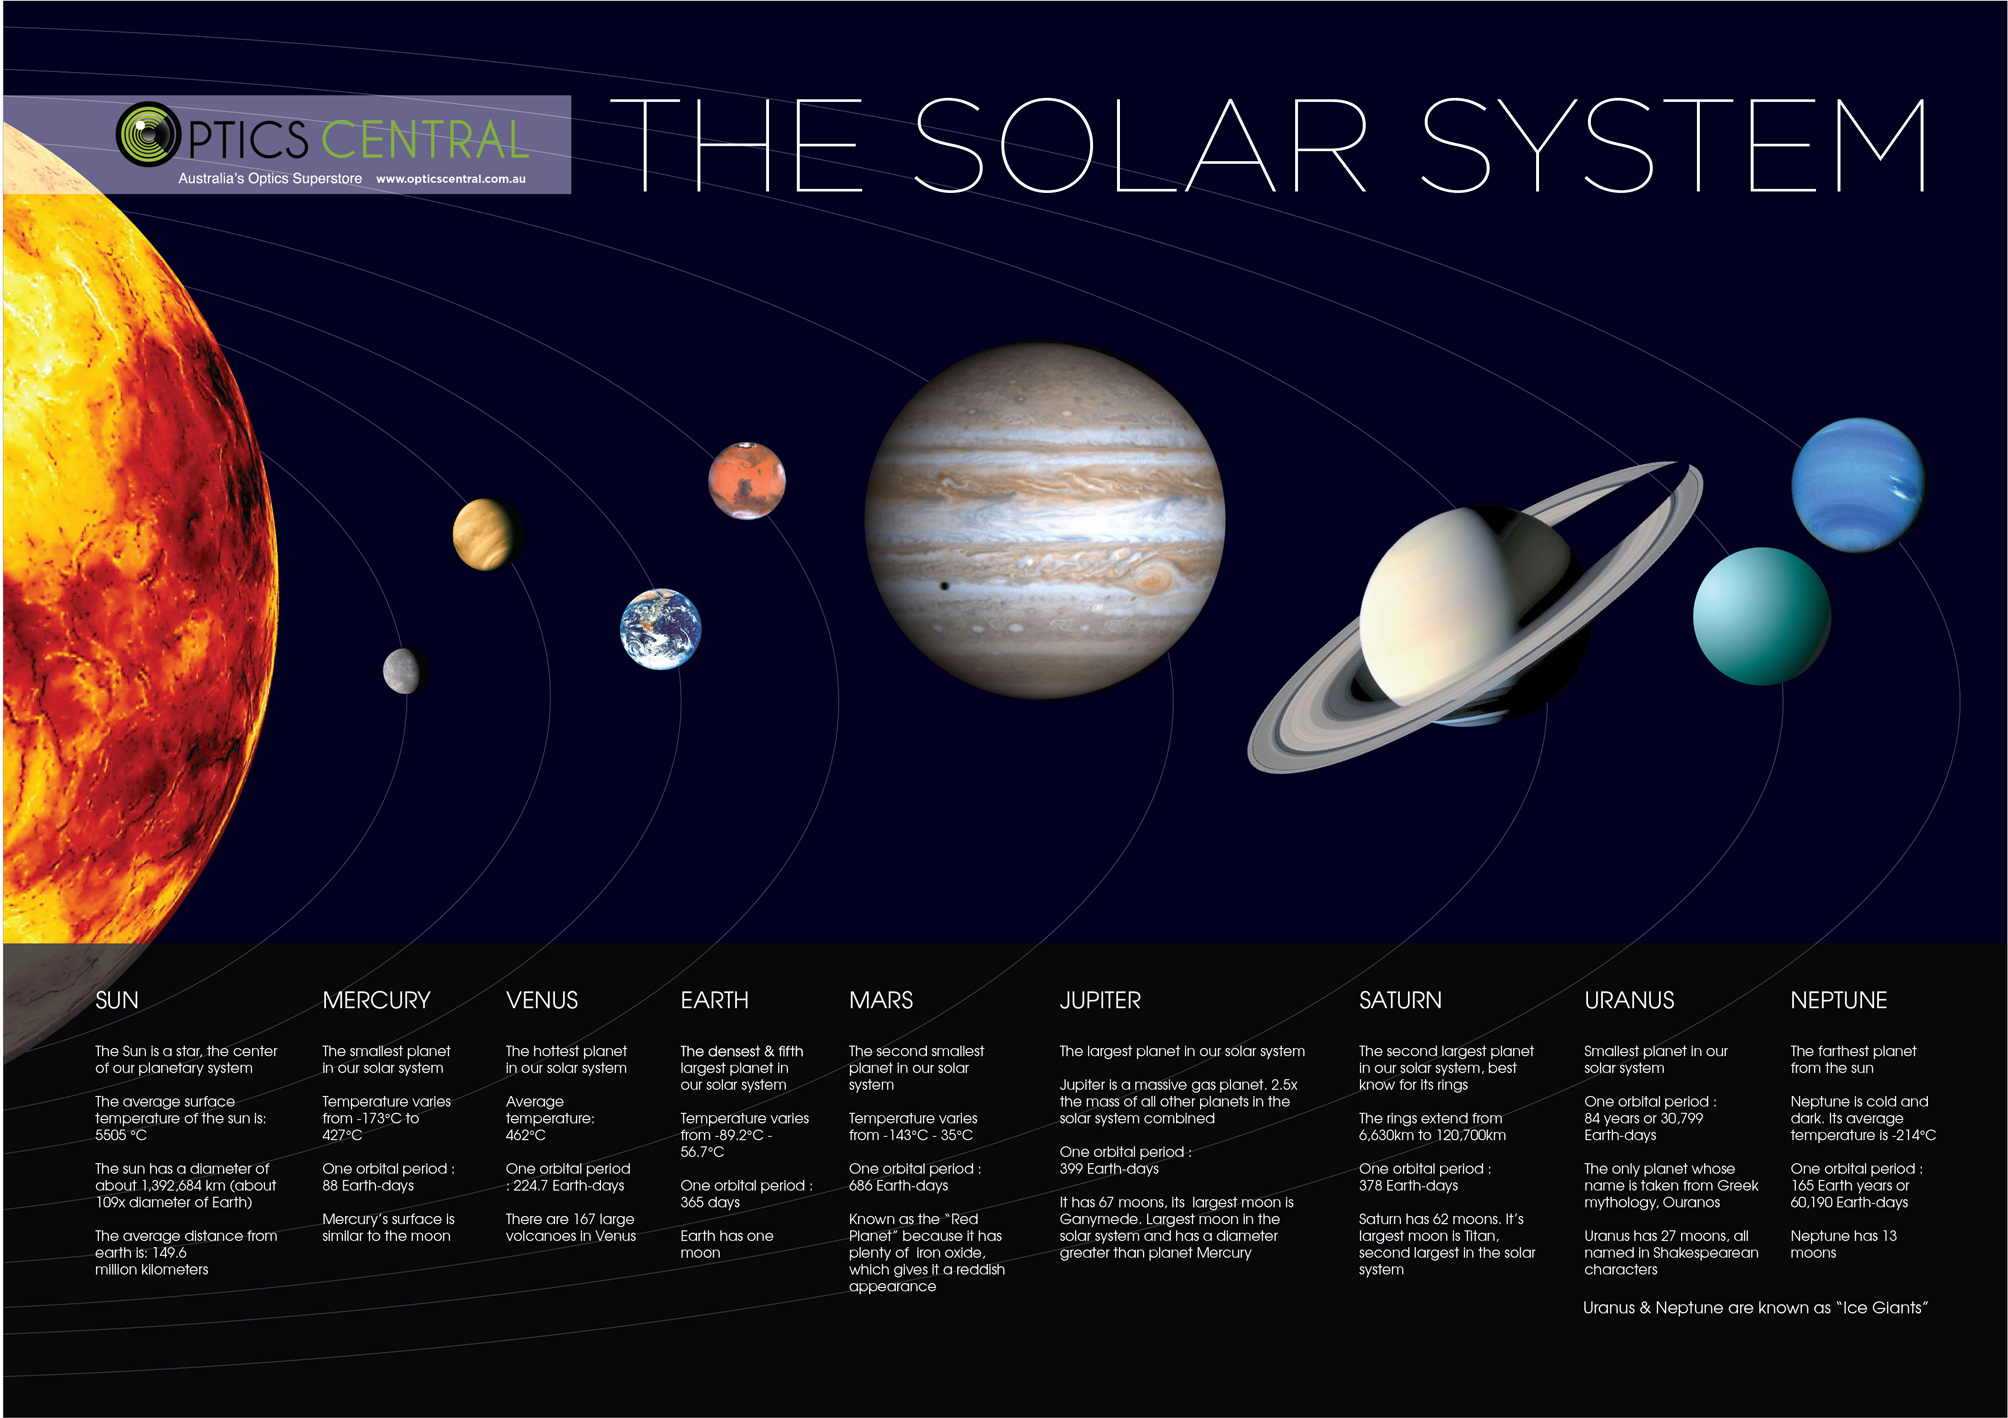 THE SOLAR SYSTEM
OPTICS CENTRAL
Australia's Optics Superstore www.opticscentral.com.au
SUN
The Sun is a star, the center
of our planetary system
The average surface
temperature of the sun is:
5505 °C
The sun has a diameter of
about 1,392,684 km (about
109x diameter of Earth)
The average distance from
earth is: 149.6
million kilometers
MERCURY
The smallest planet
in our solar system
Temperature varies
from -173°C to
427°C
One orbital period :
88 Earth-days
Mercury's surface is
similar to the moon
VENUS
The hottest planet
in our solar system
Average
temperature:
462°C
One orbital period
: 224.7 Earth-days
There are 167 large
volcanoes in Venus
EARTH
The densest & fifth
largest planet in
our solar system
Temperature varies
from -89.2°C -
56.7°C
One orbital period :
365 days
Earth has one
moon
MARS
The second smallest
planet in our solar
system
Temperature varies
from -143°C - 35°C
One orbital period :
686 Earth-days
Known as the "Red
Planet" because it has
plenty of iron oxide,
which gives it a reddish
appearance
JUPITER
The largest planet in our solar system
Jupiter is a massive gas planet. 2.5x
the mass of all other planets in the
solar system combined
One orbital period :
399 Earth-days
It has 67 moons, its largest moon is
Ganymede. Largest moon in the
solar system and has a diameter
greater than planet Mercury
SATURN
The second largest planet
in our solar system, best
know for its rings
The rings extend from
6,630km to 120,700km
One orbital period :
378 Earth-days
Saturn has 62 moons. It's
largest moon is Titan,
second largest in the solar
system
URANUS
Smallest planet in our
solar system
One orbital period :
84 years or 30,799
Earth-days
The only planet whose
name is taken from Greek
mythology, Ouranos
Uranus has 27 moons, all
named in Shakespearean
characters
NEPTUNE
The farthest planet
from the sun
Neptune is cold and
dark. Its average
temperature is -214°C
One orbital period :
165 Earth years or
60,190 Earth-days
Neptune has 13
moons
Uranus & Neptune are known as "Ice Giants"